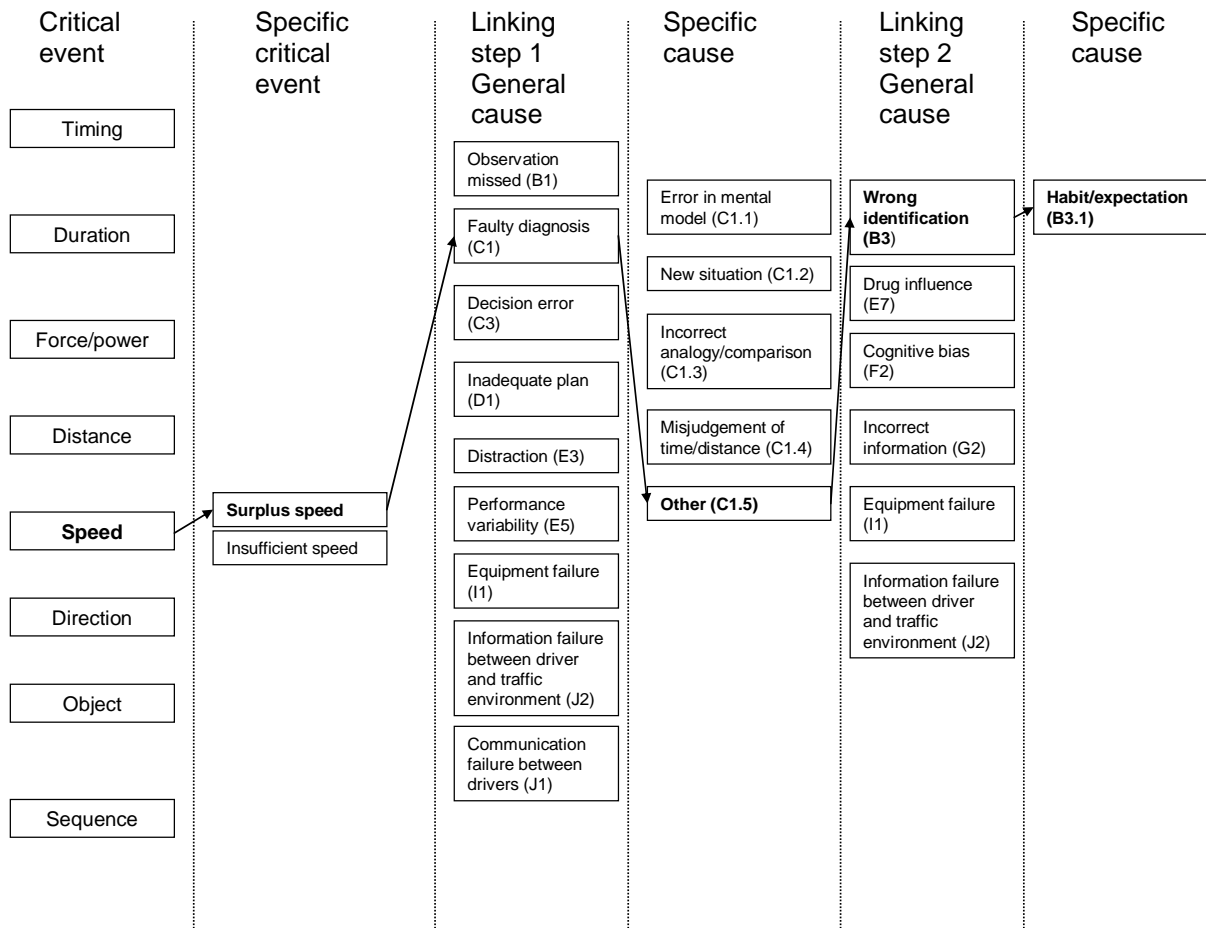 Critical
event
Specific
critical
event
Linking
step 1
General
cause
Specific
cause
Linking
step 2
General
cause
Specific
cause
Timing
Duration
Force/power
Distance
Speed
Direction
Object
Sequence
Surplus speed
Insufficient speed
Observation
missed (B1)
Faulty diagnosis
(C1)
Decision error
(C3)
Inadequate plan
(D1)
Distraction (E3)
Performance
variability (E5)
Equipment failure
(I1)
Information failure
between driver
and traffic
environment (J2)
Communication
failure between
drivers (J1)
Error in mental
model (C1.1)
New situation (C1.2)
Incorrect
analogy/comparison
(C1.3)
Misjudgement of
time/distance (C1.4)
Other (C1.5)
Wrong
identification
(B3)
Drug influence
(E7)
Cognitive bias
(F2)
Incorrect
information (G2)
Equipment failure
(I1)
Information failure
between driver
and traffic
environment (J2)
Habit/expectation
(B3.1)